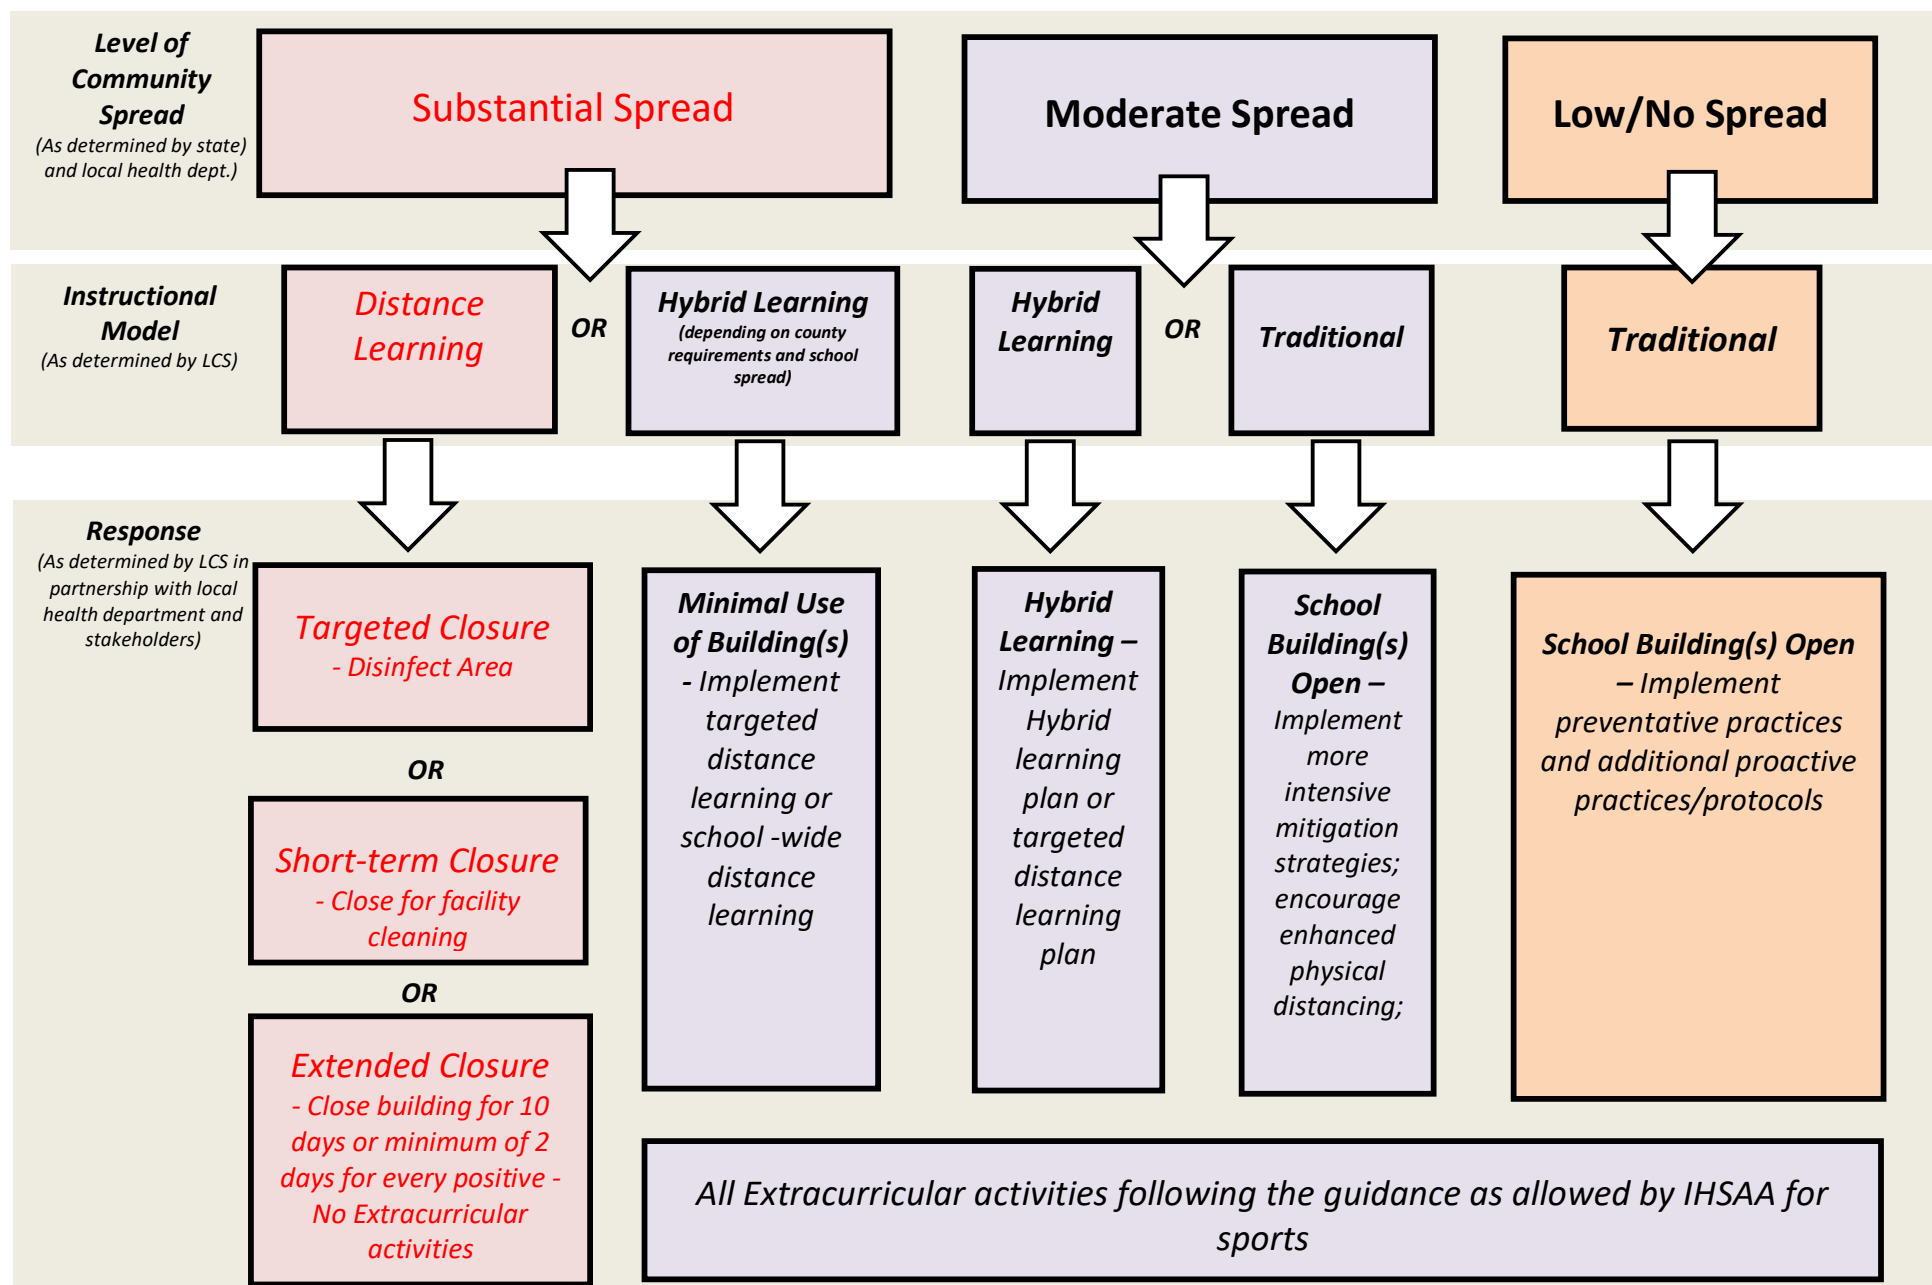 Level of
Community
Spread
(As determined by state)
and local health dept.)
Substantial Spread
Moderate Spread
Low/No Spread
Instructional
Model
(As determined by LCS)
Distance
Learning
OR
Hybrid Learning
(depending on county
requirements and school
spread)
Hybrid
Learning
OR
Traditional
Traditional
Response
(As determined by LCS in
partnership with local
health department and
stakeholders)
Targeted Closure
- Disinfect Area
OR
Short-term Closure
- Close for facility
cleaning
OR
Extended Closure
- Close building for 10
days or minimum of 2
days for every positive -
No Extracurricular
activities
Minimal Use
of Building(s)
- Implement
targeted
distance
learning or
school -wide
distance
learning
Hybrid
Learning –
Implement
Hybrid
learning
plan or
targeted
distance
learning
plan
School
Building(s)
Open –
Implement
more
intensive
mitigation
strategies;
encourage
enhanced
physical
distancing;
School Building(s) Open
– Implement
preventative practices
and additional proactive
practices/protocols
All Extracurricular activities following the guidance as allowed by IHSAA for
sports